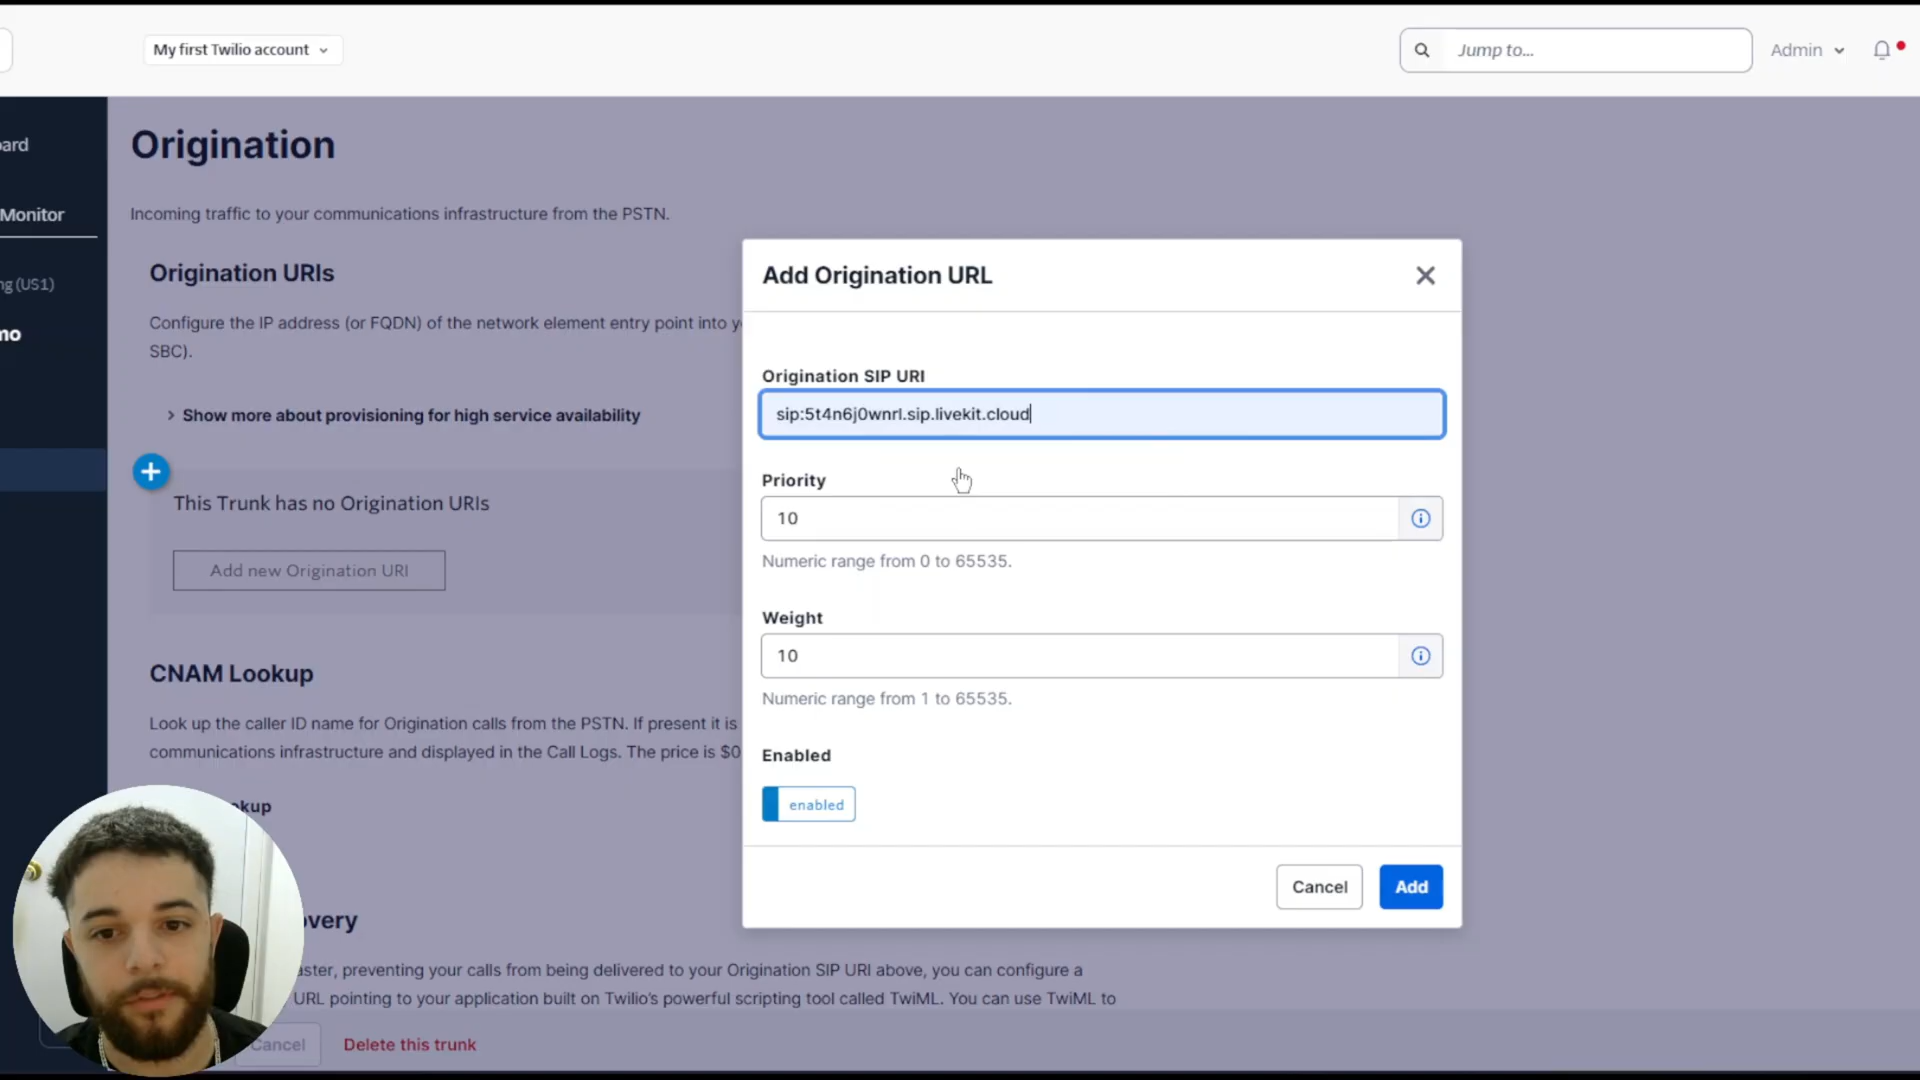 My first Twilio account
Jump to...
Admin
ard
Monitor
ng (US1)
mo
Origination
Incoming traffic to your communications infrastructure from the PSTN.
Origination URIs
Configure the IP address (or FQDN) of the network element entry point into y
SBC).
Show more about provisioning for high service availability
This Trunk has no Origination URIs
Add new Origination URI
CNAM Lookup
Look up the caller ID name for Origination calls from the PSTN. If present it is
communications infrastructure and displayed in the Call Logs. The price is $0
kup
very
aster, preventing your calls from being delivered to your Origination SIP URI above, you can configure a
URL pointing to your application built on Twilio's powerful scripting tool called TwiML. You can use TwiML to
Cancel
Delete this trunk
Add Origination URL
Origination SIP URI
sip:5t4n6j0wnrl.sip.livekit.cloud
Priority
10
Numeric range from 0 to 65535.
Weight
10
Numeric range from 1 to 65535.
Enabled
enabled
Cancel
Add